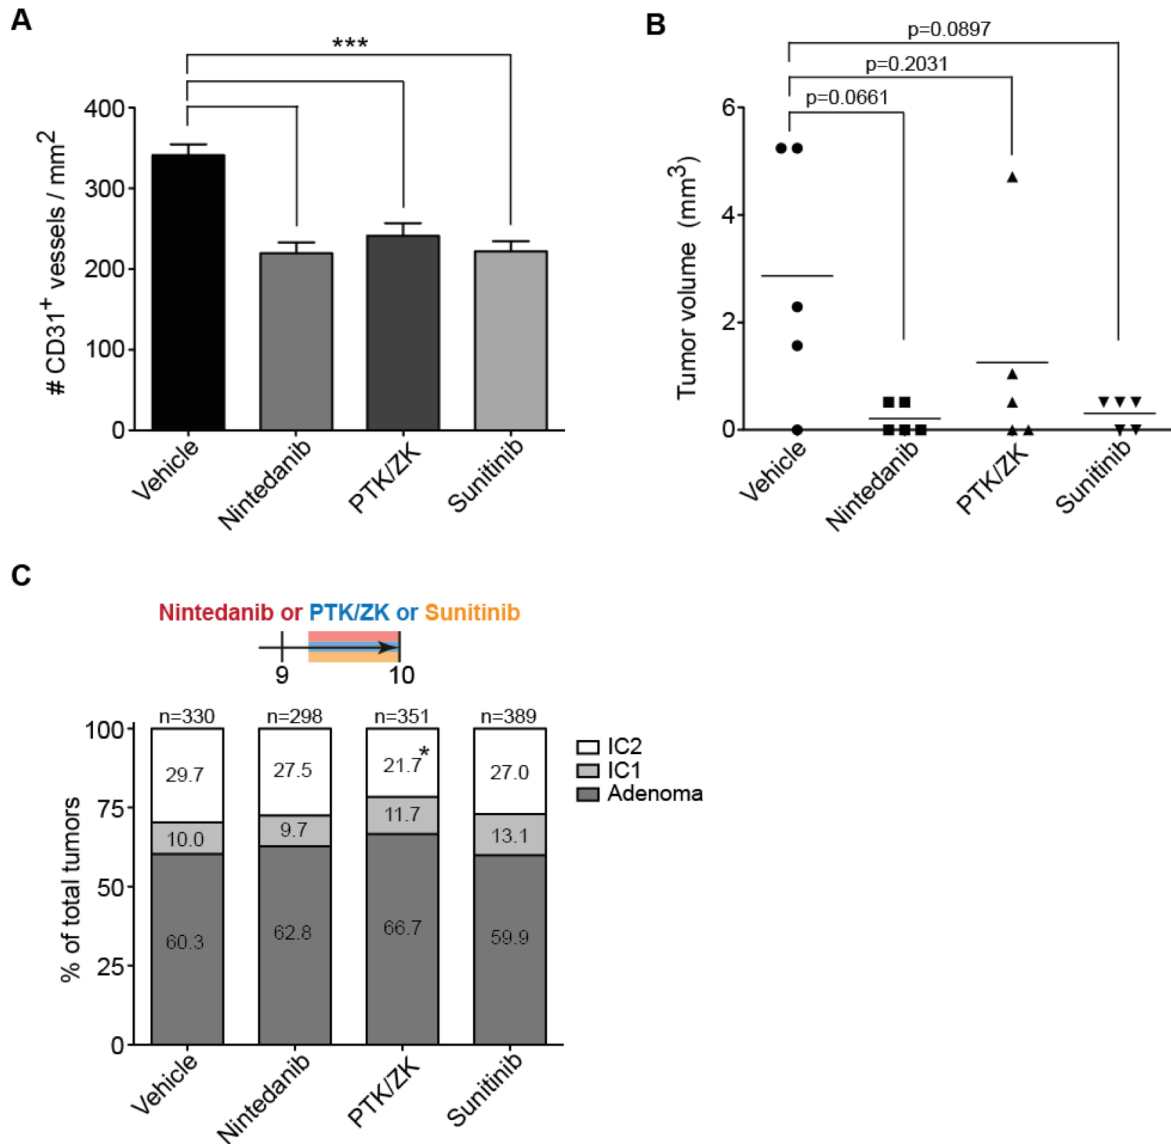 A
***
# CD31+ vessels / mm2
400
300
200
100
0
Vehicle
Nintedanib
PTK/ZK
Sunitinib
B
p=0.0897
p=0.2031
p=0.0661
Tumor volume (mm3)
6
4
2
0
Vehicle
Nintedanib
PTK/ZK
Sunitinib
C
Nintedanib or PTK/ZK or Sunitinib
9 10
n=330 n=298 n=351 n=389
% of total tumors
100
75
50
25
0
29.7 27.5 21.7* 27.0
10.0 9.7 11.7 13.1
60.3 62.8 66.7 59.9
IC2
IC1
Adenoma
Vehicle
Nintedanib
PTK/ZK
Sunitinib